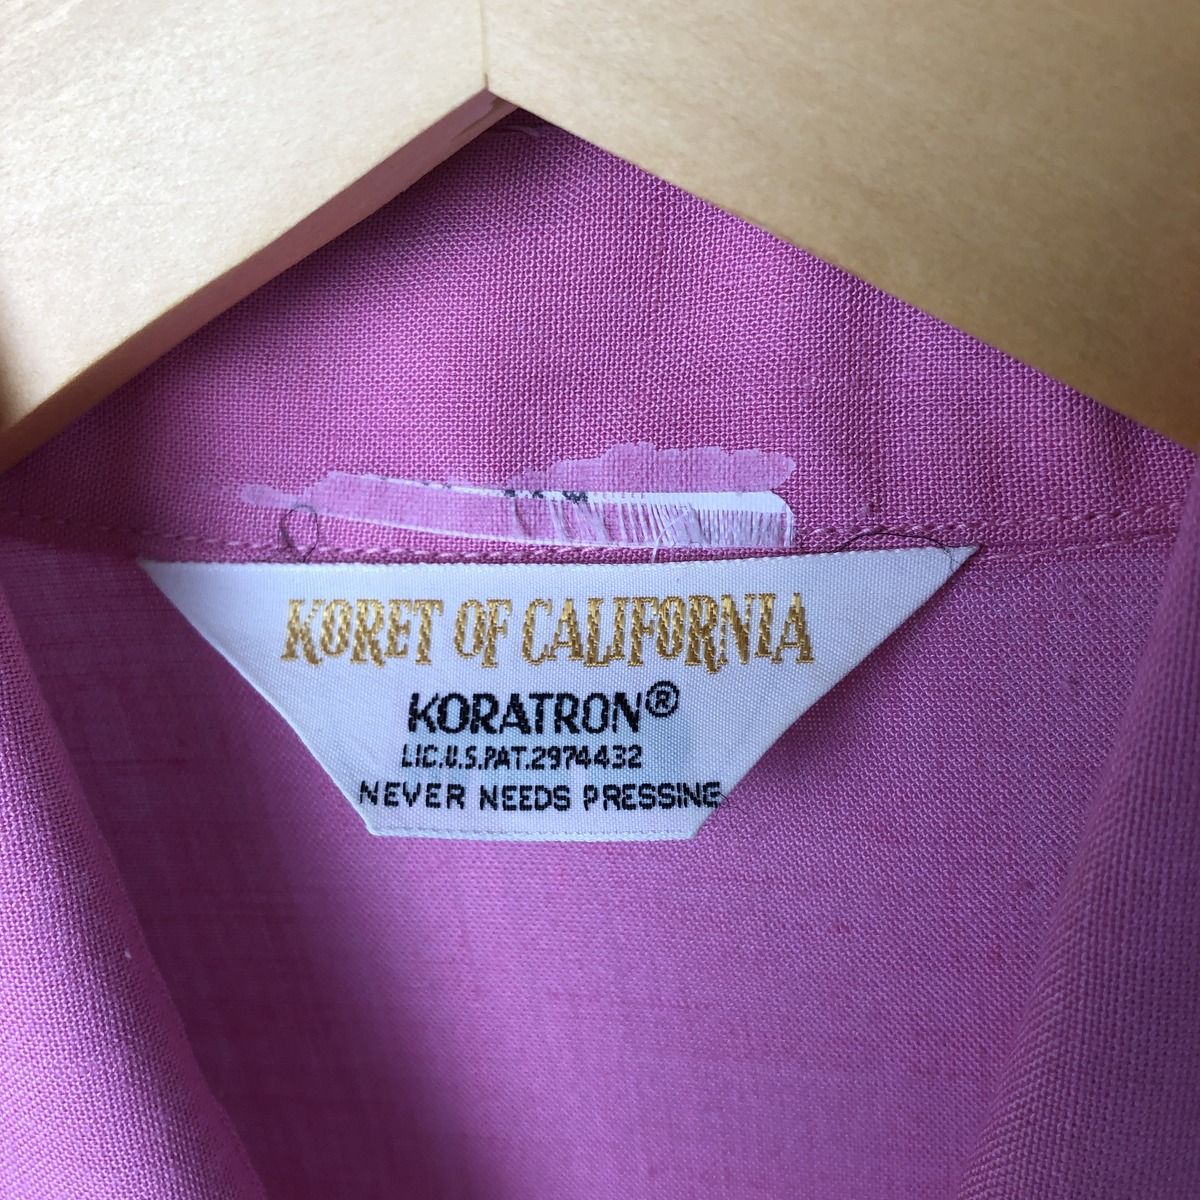 KORET OF CALIFORNIA
KORATRON®
LIC.U.S.PAT.2974432
NEVER NEEDS PRESSING